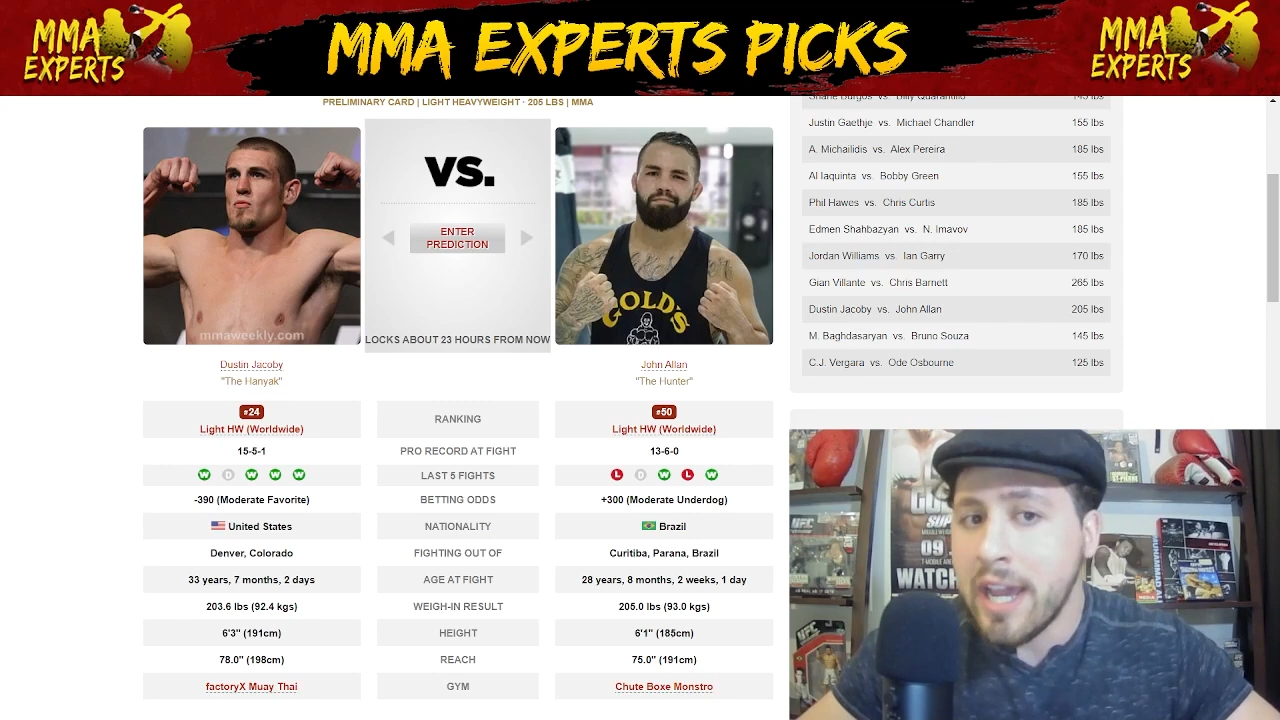 MMA
EXPERTS
MMA EXPERTS PICKS
MMA
EXPERTS
PRELIMINARY CARD | LIGHT HEAVYWEIGHT · 205 LBS | MMA
VS.
ENTER
PREDICTION
LOCKS ABOUT 23 HOURS FROM NOW
mmaweekly.com
GOLD'S
Dustin Jacoby
"The Hanyak"
John Allan
"The Hunter"
#24
Light HW (Worldwide)
RANKING
#50
Light HW (Worldwide)
15-5-1
PRO RECORD AT FIGHT
13-6-0
W D W W W
LAST 5 FIGHTS
L D W L W
-390 (Moderate Favorite)
BETTING ODDS
+300 (Moderate Underdog)
United States
NATIONALITY
Brazil
Denver, Colorado
FIGHTING OUT OF
Curitiba, Parana, Brazil
33 years, 7 months, 2 days
AGE AT FIGHT
28 years, 8 months, 2 weeks, 1 day
203.6 lbs (92.4 kgs)
WEIGH-IN RESULT
205.0 lbs (93.0 kgs)
6'3" (191cm)
HEIGHT
6'1" (185cm)
78.0" (198cm)
REACH
75.0" (191cm)
factoryX Muay Thai
GYM
Chute Boxe Monstro
Shane Burgos vs. Billy Quarantillo 145 lbs
Justin Gaethje vs. Michael Chandler 155 lbs
A. Michailidis vs. Alex Pereira 185 lbs
Al Iaquinta vs. Bobby Green 155 lbs
Phil Hawes vs. Chris Curtis 185 lbs
Edmen Shahbazyan vs. N. Imavov 185 lbs
Jordan Williams vs. Ian Garry 170 lbs
Gian Villante vs. Chris Barnett 265 lbs
Dustin Jacoby vs. John Allan 205 lbs
M. Baghdasaryan vs. Bruno Souza 145 lbs
C.J. Vergara vs. Ode Osbourne 125 lbs
UFC
09
WATCH
UFC